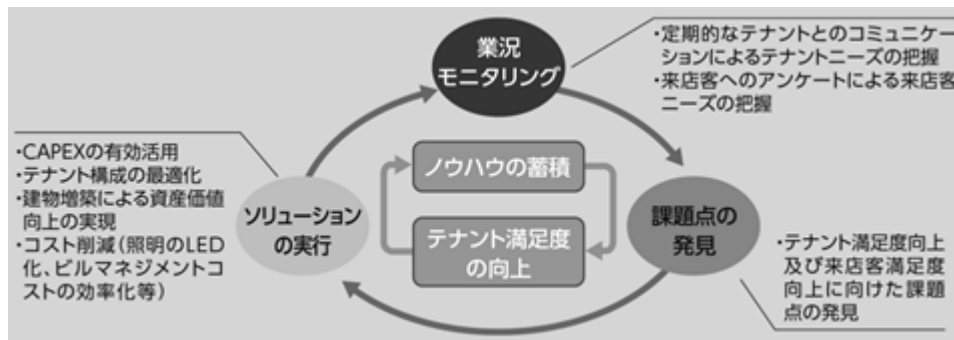 業況
モニタリング
・定期的なテナントとのコミュニケー
ションによるテナントニーズの把握
・来店客へのアンケートによる来店客
ニーズの把握
・CAPEXの有効活用
・テナント構成の最適化
・建物増築による資産価値
向上の実現
・コスト削減（照明のLED
化、ビルマネジメントコ
ストの効率化等）
ソリューション
の実行
ノウハウの蓄積
テナント満足度
の向上
課題点の
発見
・テナント満足度向上
及び来店客満足度
向上に向けた課題
点の発見